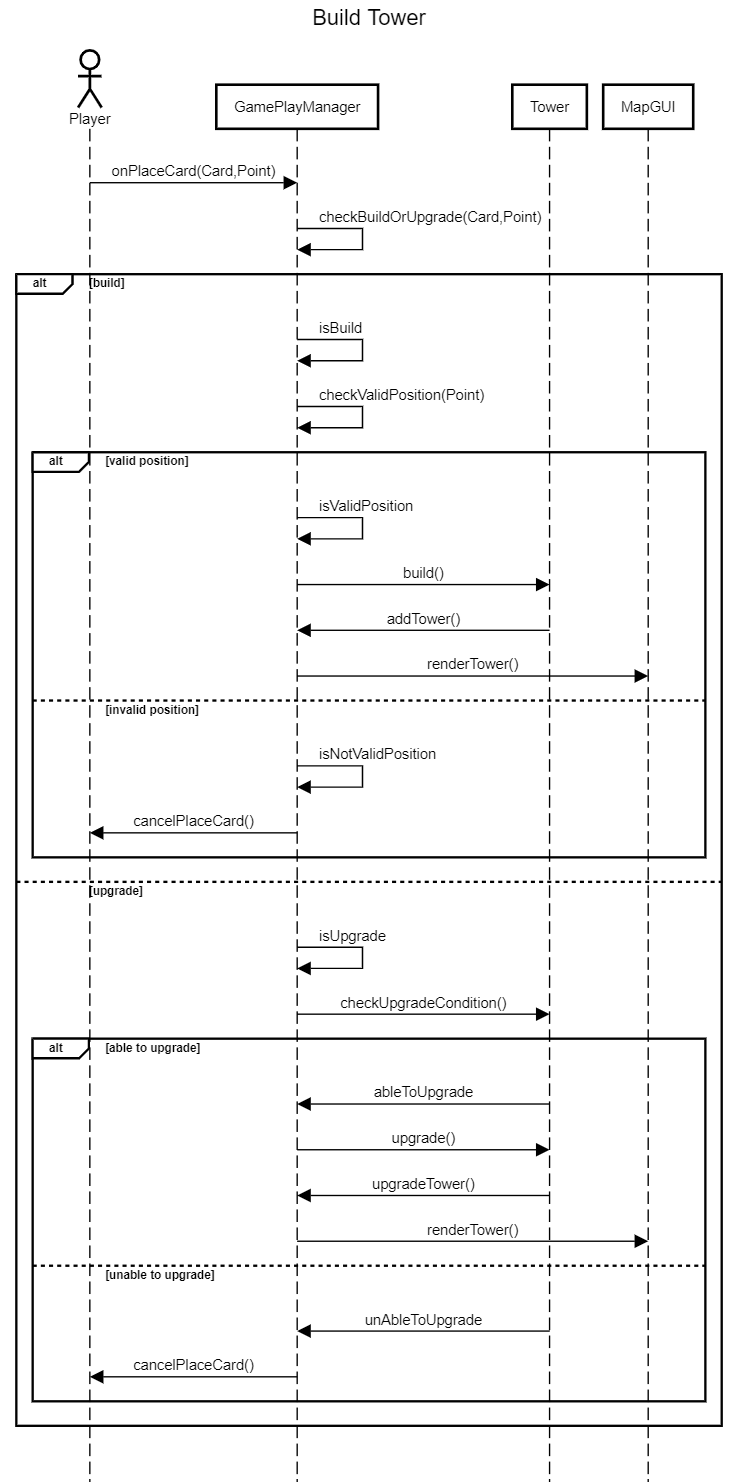 Build Tower
Player
GamePlayManager
Tower
MapGUI
onPlaceCard(Card,Point)
checkBuildOrUpgrade(Card,Point)
alt
[build]
isBuild
checkValidPosition(Point)
alt
[valid position]
isValidPosition
build()
addTower()
renderTower()
[invalid position]
isNotValidPosition
cancelPlaceCard()
[upgrade]
isUpgrade
checkUpgradeCondition()
alt
[able to upgrade]
ableToUpgrade
upgrade()
upgradeTower()
renderTower()
[unable to upgrade]
unAbleToUpgrade
cancelPlaceCard()